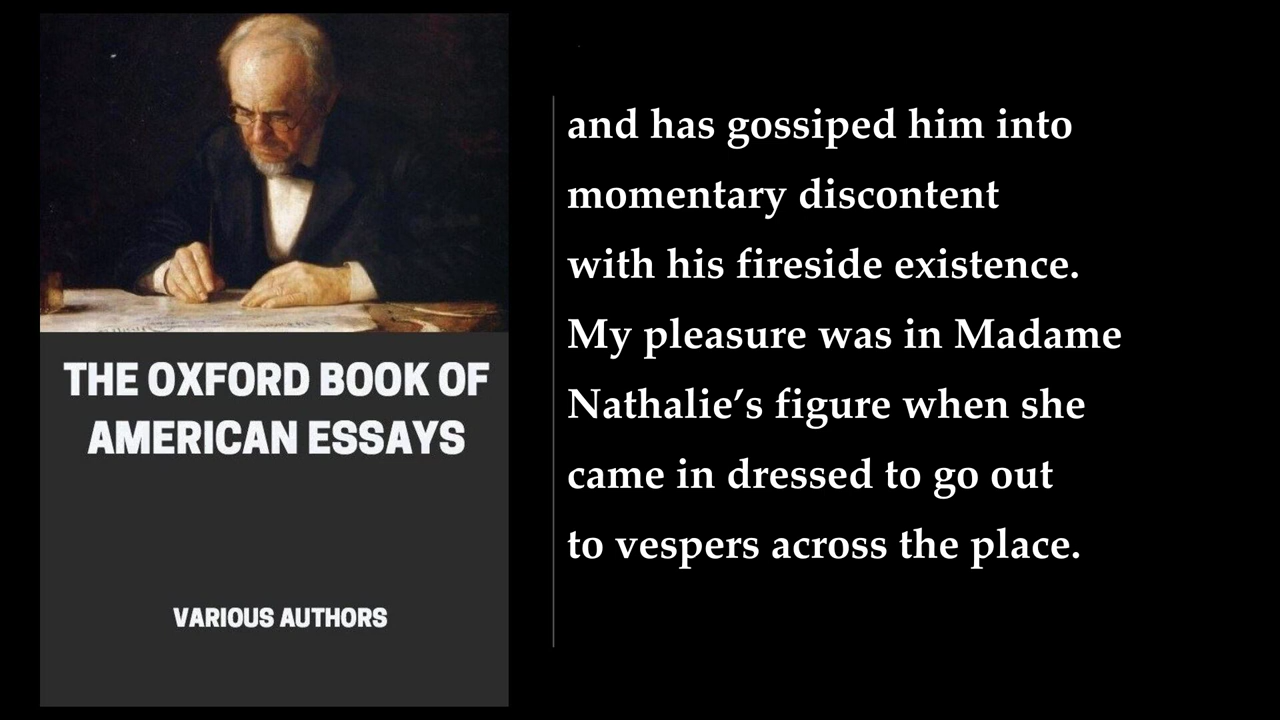 THE OXFORD BOOK OF
AMERICAN ESSAYS
VARIOUS AUTHORS
and has gossiped him into
momentary discontent
with his fireside existence.
My pleasure was in Madame
Nathalie’s figure when she
came in dressed to go out
to vespers across the place.